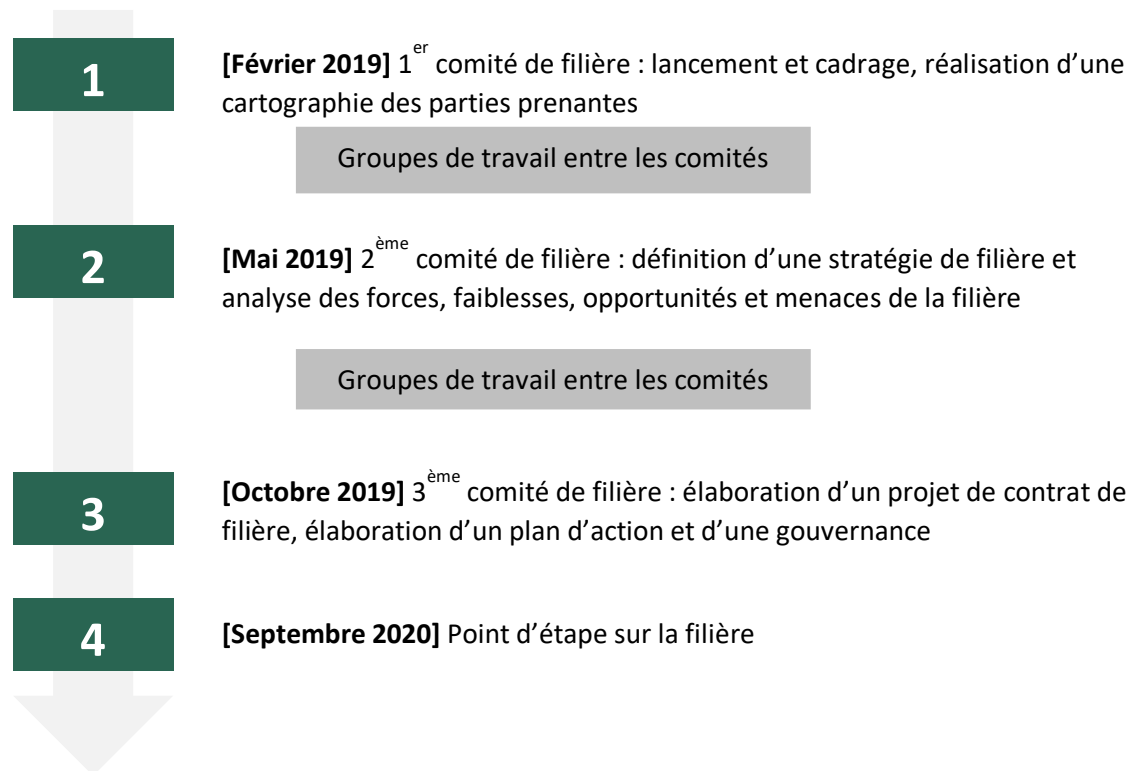 1
[Février 2019] 1er comité de filière : lancement et cadrage, réalisation d’une
cartographie des parties prenantes
Groupes de travail entre les comités
2
[Mai 2019] 2ème comité de filière : définition d’une stratégie de filière et
analyse des forces, faiblesses, opportunités et menaces de la filière
Groupes de travail entre les comités
3
[Octobre 2019] 3ème comité de filière : élaboration d’un projet de contrat de
filière, élaboration d’un plan d’action et d’une gouvernance
4
[Septembre 2020] Point d’étape sur la filière